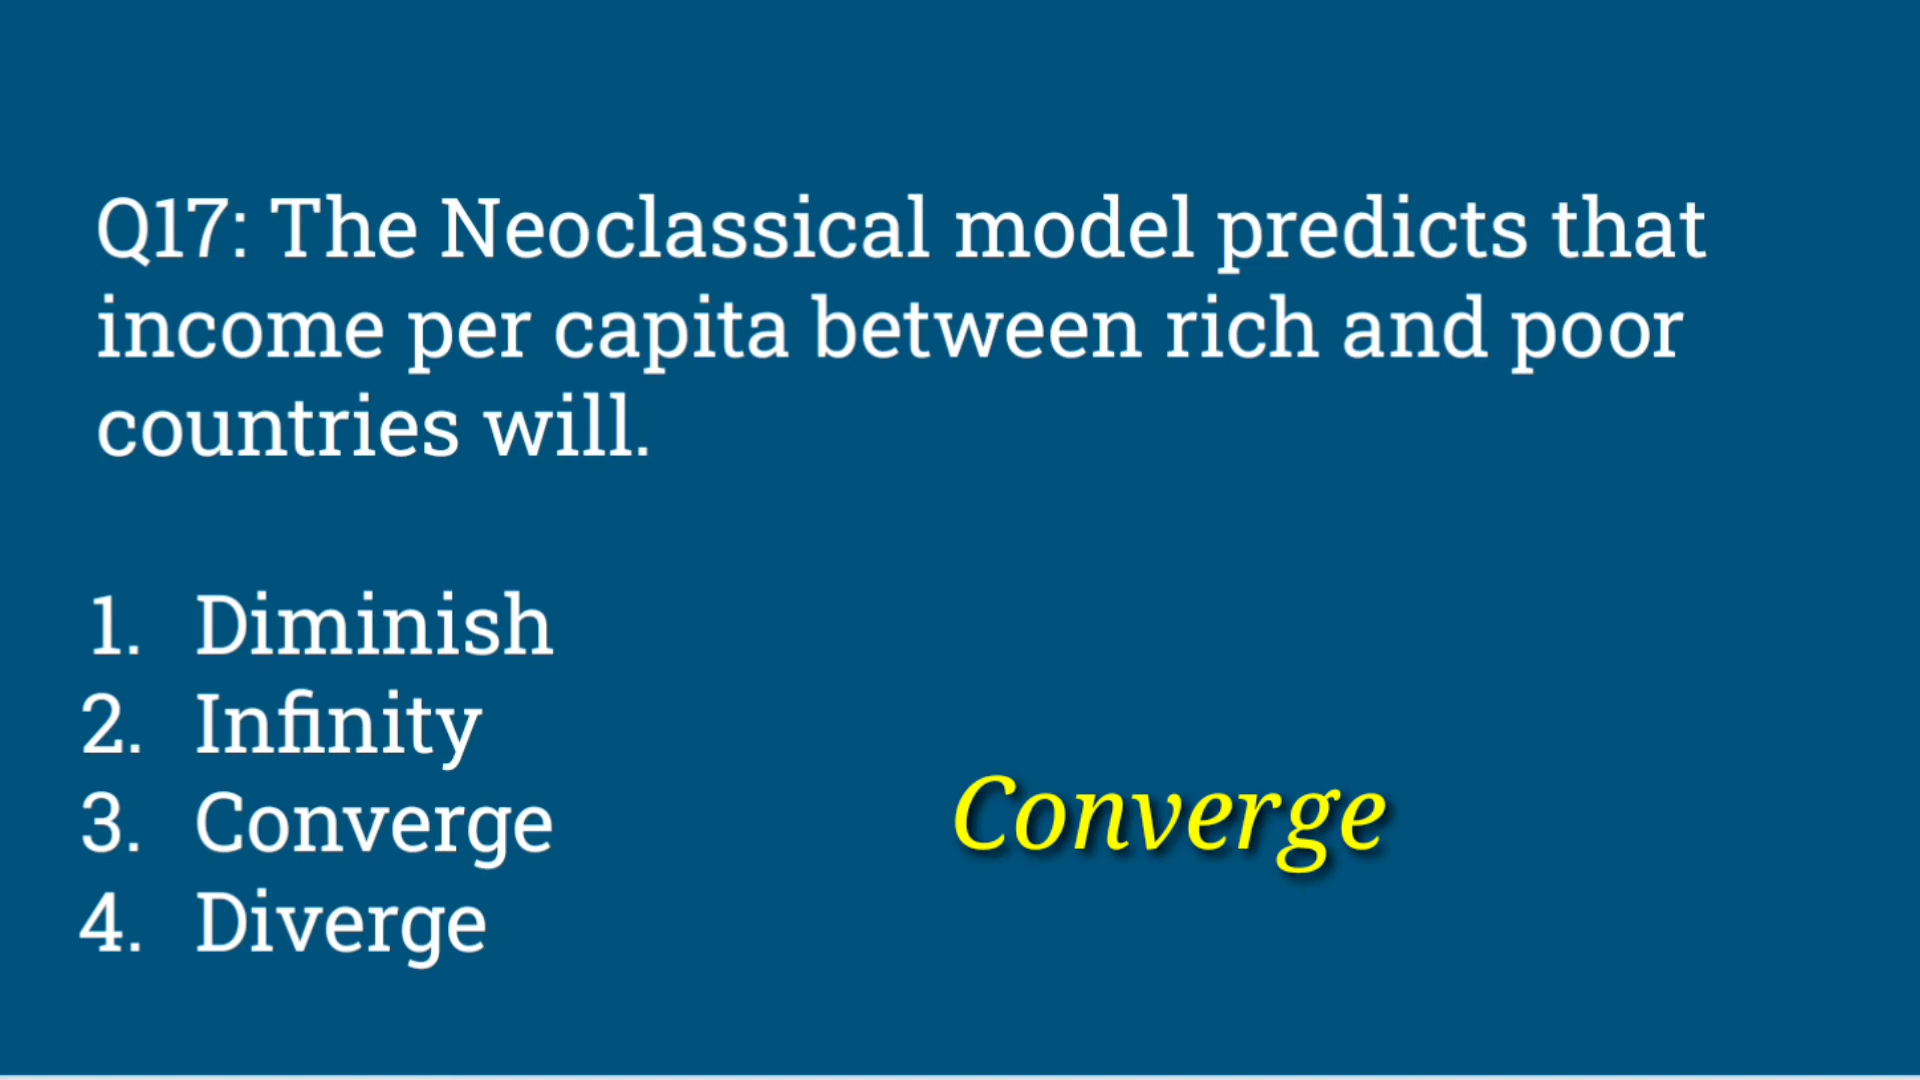 Q17: The Neoclassical model predicts that
income per capita between rich and poor
countries will.
1. Diminish
2. Infinity
3. Converge
Converge
4. Diverge